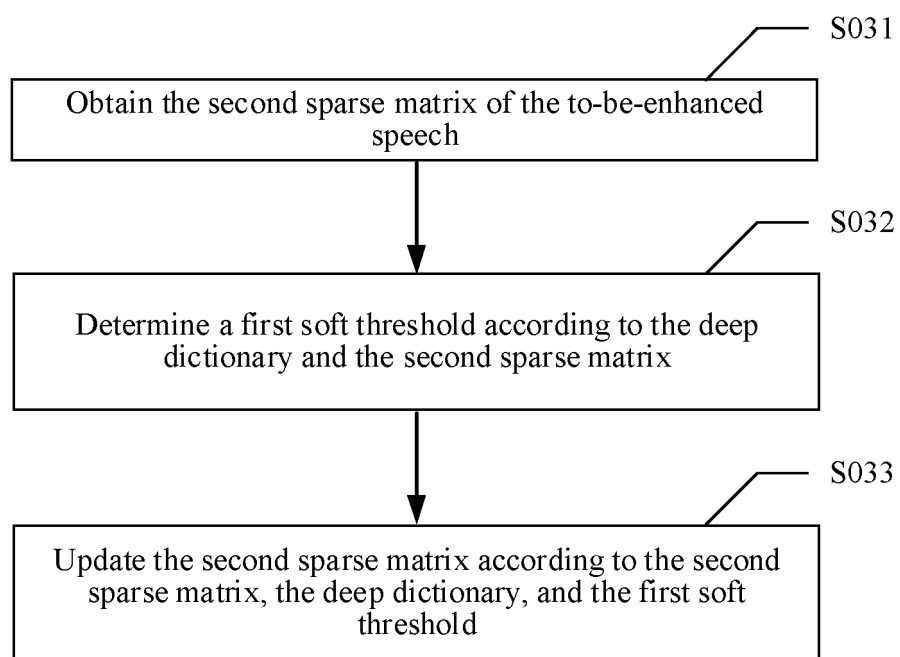 S031
Obtain the second sparse matrix of the to-be-enhanced
speech
S032
Determine a first soft threshold according to the deep
dictionary and the second sparse matrix
S033
Update the second sparse matrix according to the second
sparse matrix, the deep dictionary, and the first soft
threshold